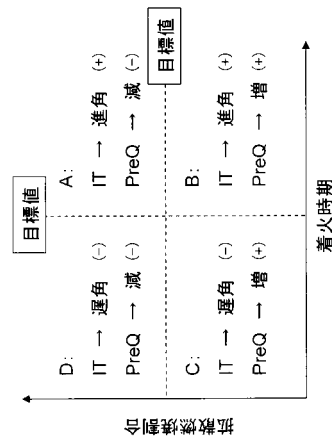 目標値
D:
IT → 遅角 (−)
PreQ → 減 (−)
A:
IT → 進角 (+)
PreQ → 減 (−)
目標値
C:
IT → 遅角 (−)
PreQ → 増 (+)
B:
IT → 進角 (+)
PreQ → 増 (+)
拡散燃焼割合
着火時期